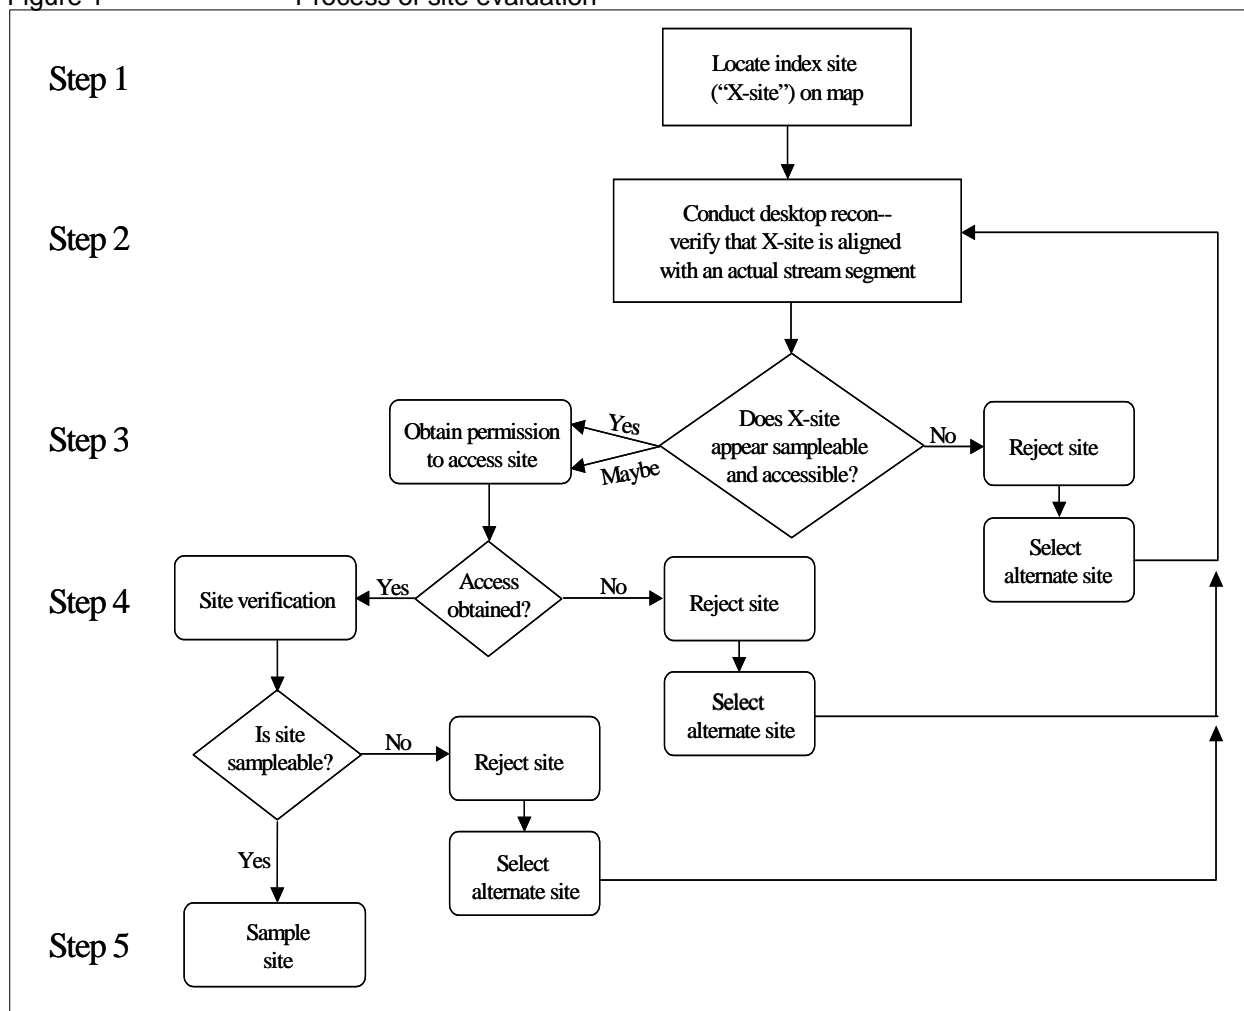 Figure 1 Process of site evaluation
Step 1
Locate index site
(“X-site”) on map
Step 2
Conduct desktop recon--
verify that X-site is aligned
with an actual stream segment
Step 3
Obtain permission
to access site
Yes
Maybe
Does X-site
appear sampleable
and accessible?
No
Reject site
Select
alternate site
Step 4
Site verification
Yes
Access
obtained?
No
Reject site
Select
alternate site
Is site
sampleable?
No
Reject site
Select
alternate site
Yes
Step 5
Sample
site